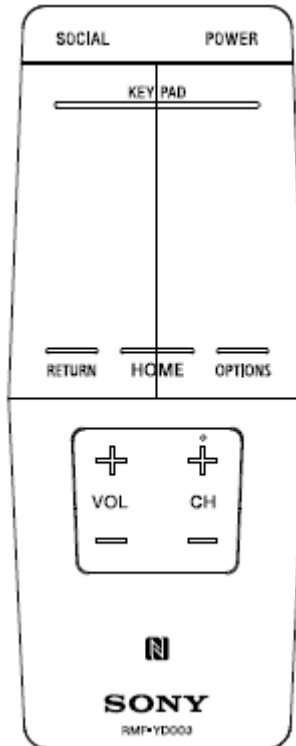 SOCIAL POWER
KEY PAD
RETURN HOME OPTIONS
+ +
VOL CH
– –
SONY
RMF-YD003